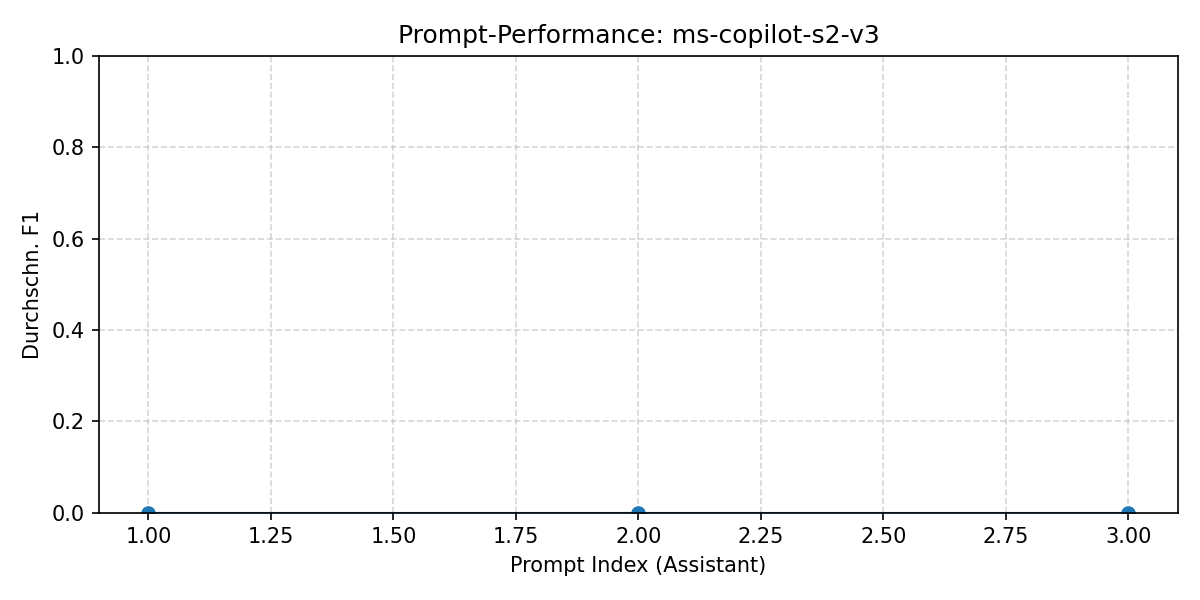 Prompt-Performance: ms-copilot-s2-v3
1.0
0.8
0.6
0.4
0.2
0.0
Durchschn. F1
1.00 1.25 1.50 1.75 2.00 2.25 2.50 2.75 3.00
Prompt Index (Assistant)